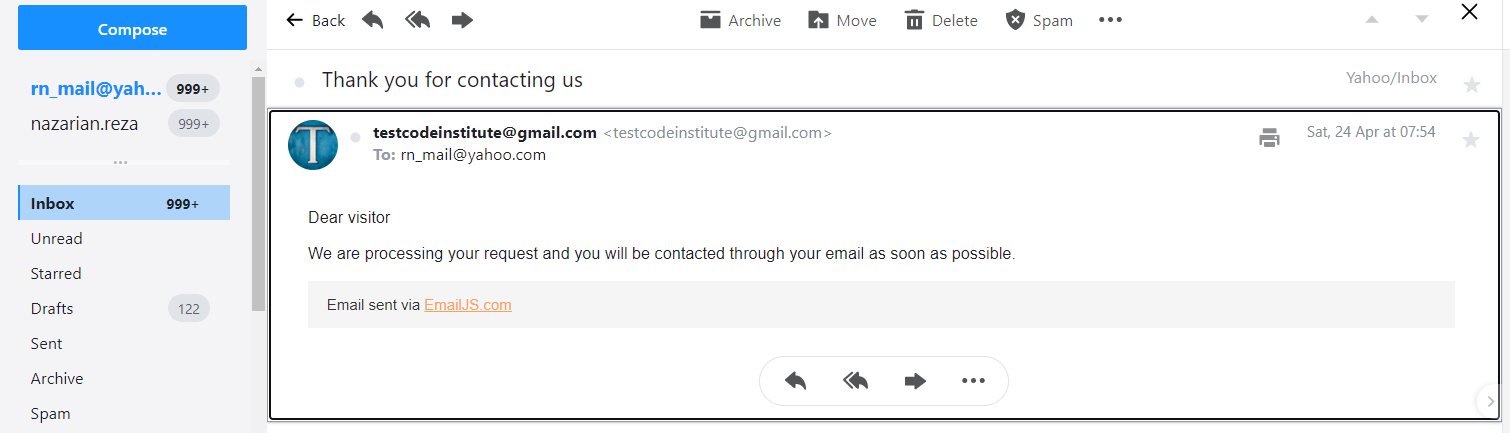 Compose
rn_mail@yah... 999+
nazarian.reza 999+
Inbox 999+
Unread
Starred
Drafts 122
Sent
Archive
Spam
Back Archive Move Delete Spam
Thank you for contacting us Yahoo/Inbox
T
testcodeinstitute@gmail.com <testcodeinstitute@gmail.com> Sat, 24 Apr at 07:54
To: rn_mail@yahoo.com
Dear visitor
We are processing your request and you will be contacted through your email as soon as possible.
Email sent via EmailJS.com